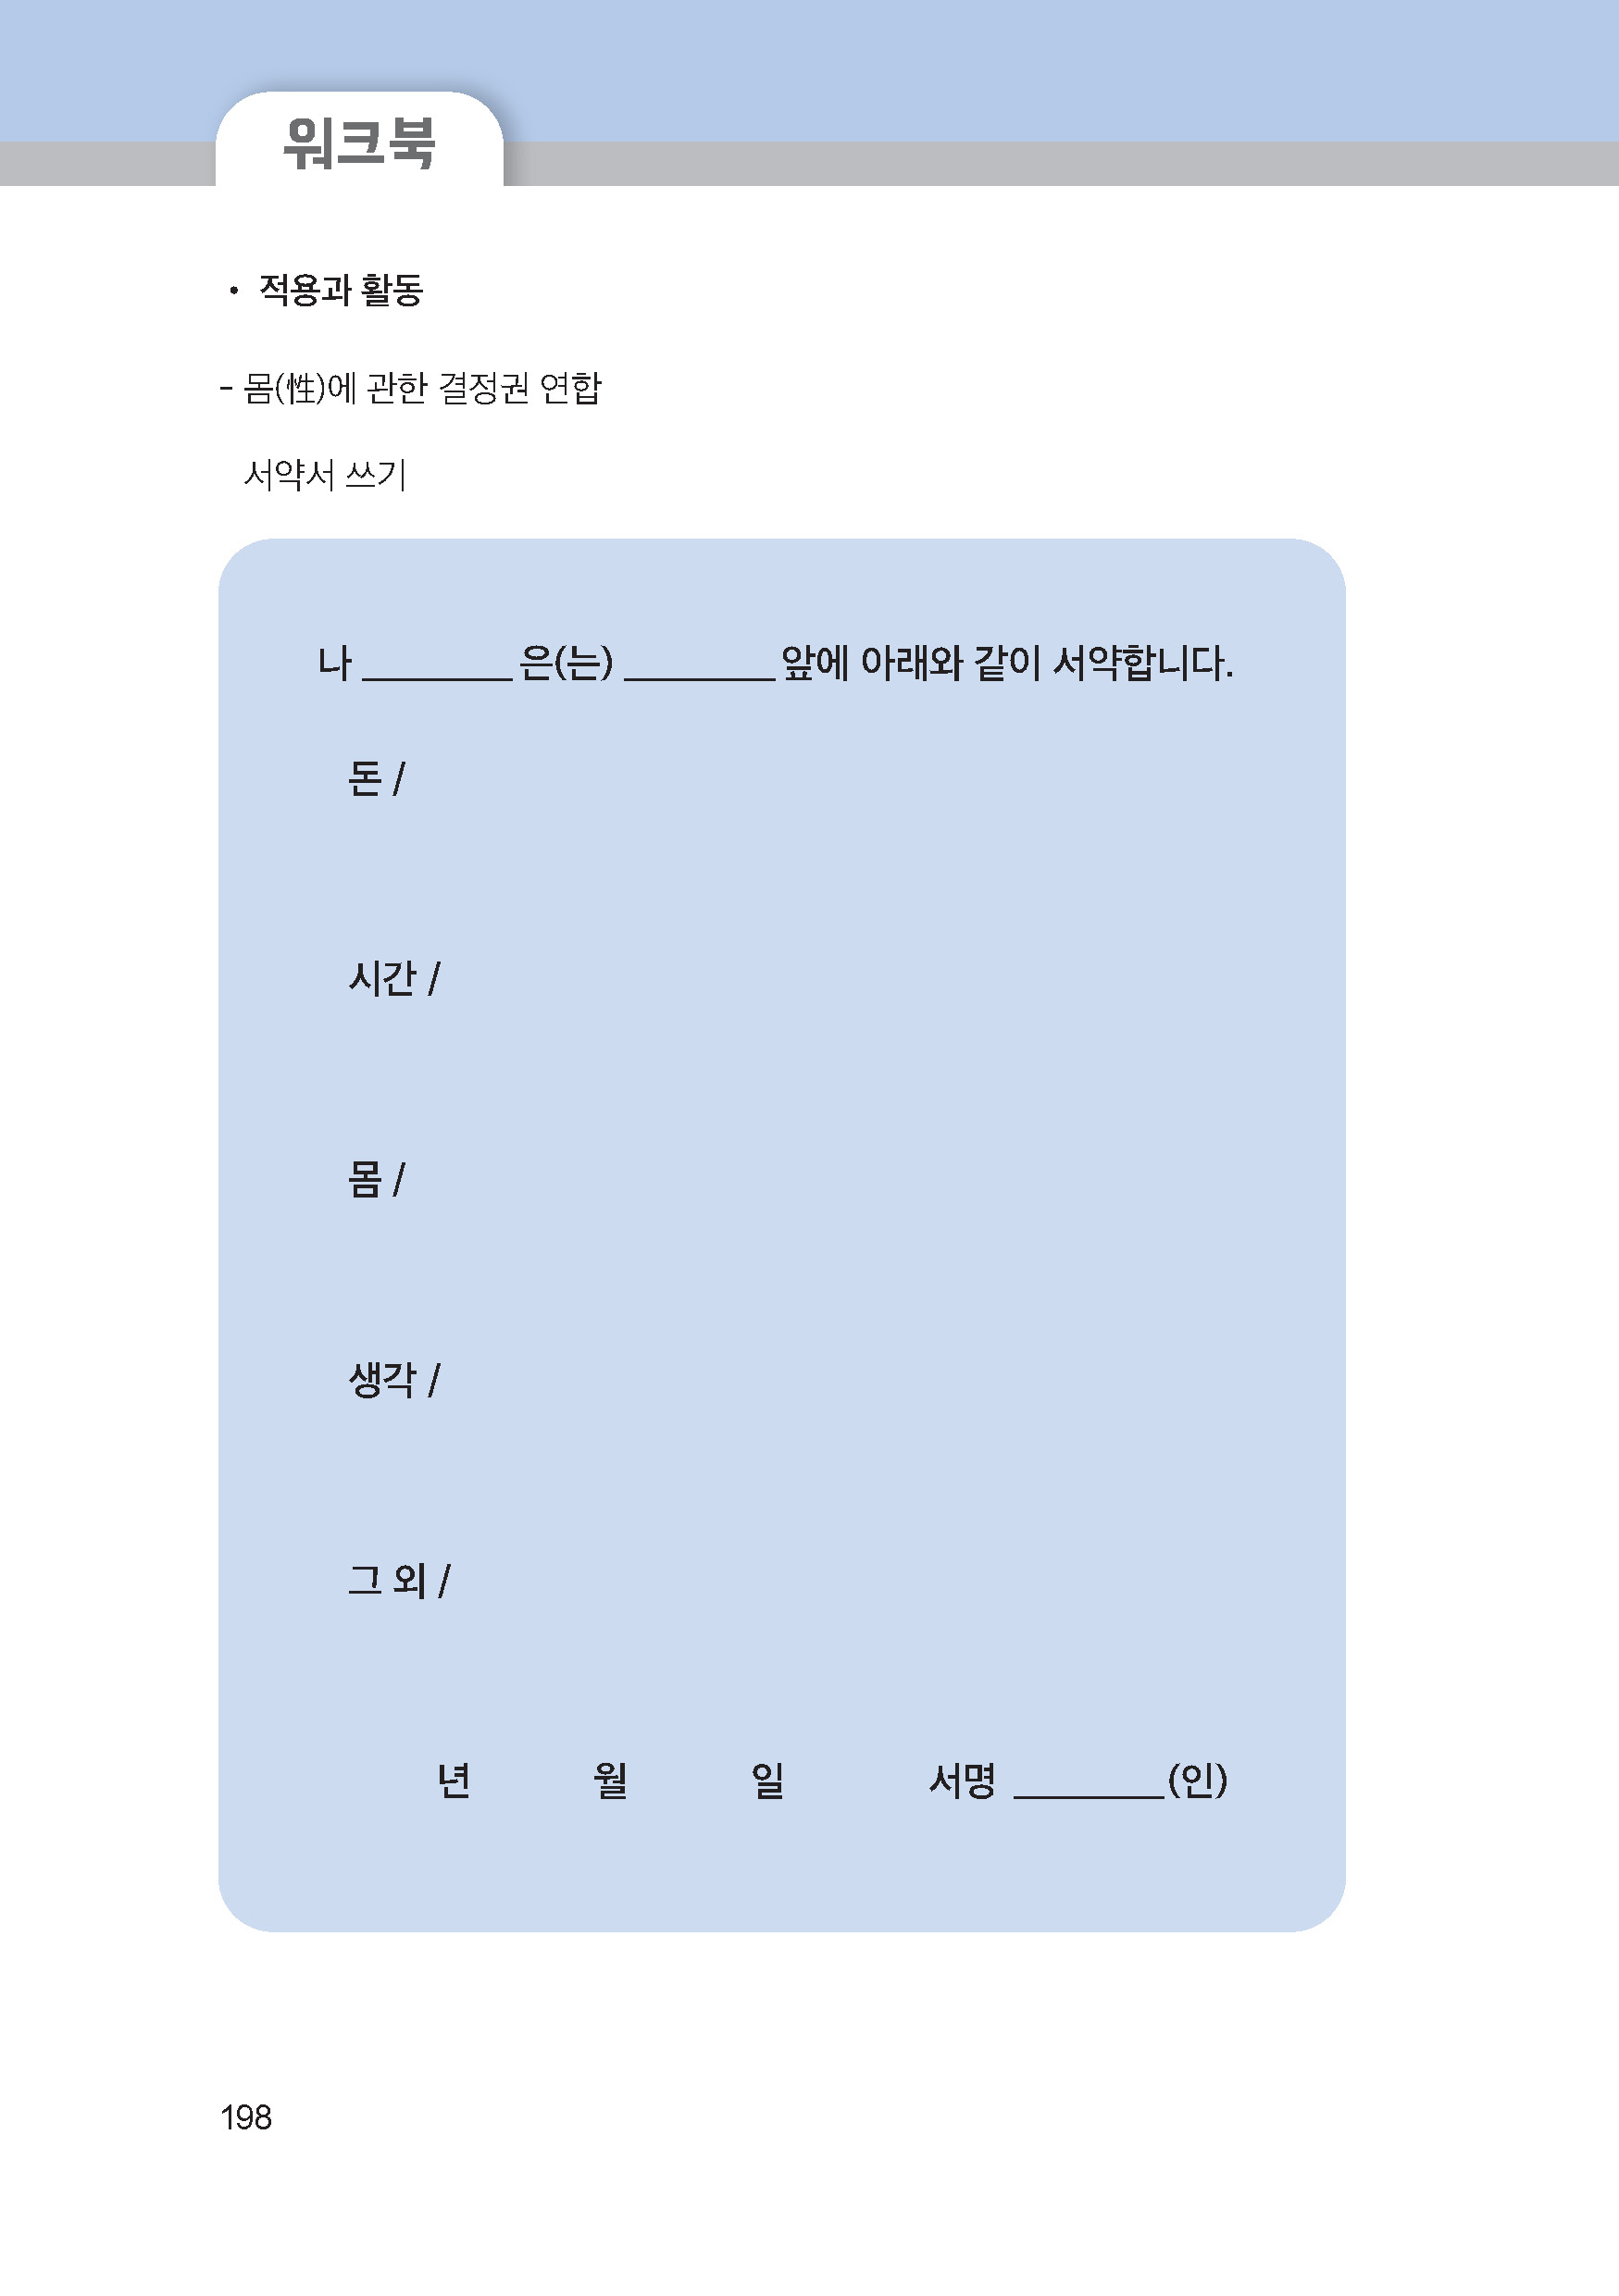 워크북
• 적용과 활동
- 몸(性)에 관한 결정권 연합
서약서 쓰기
나 ________ 은(는) ________ 앞에 아래와 같이 서약합니다.
돈 /
시간 /
몸 /
생각 /
그 외 /
년 월 일 서명 ________(인)
198